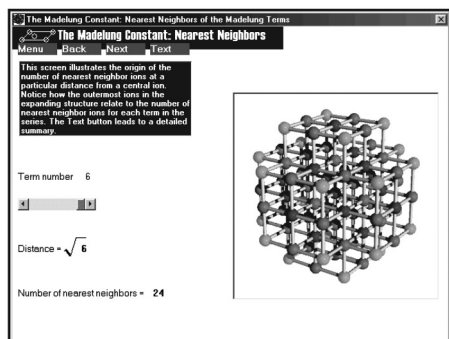 The Madelung Constant: Nearest Neighbors of the Madelung Terms
The Madelung Constant: Nearest Neighbors
Menu Back Next Text
This screen illustrates the origin of the
number of nearest neighbor ions at a
particular distance from a central ion.
Notice how the outermost ions in the
expanding structure relate to the number of
nearest neighbor ions for each term in the
series. The Text button leads to a detailed
summary.
Term number 6
Distance = √6
Number of nearest neighbors = 24